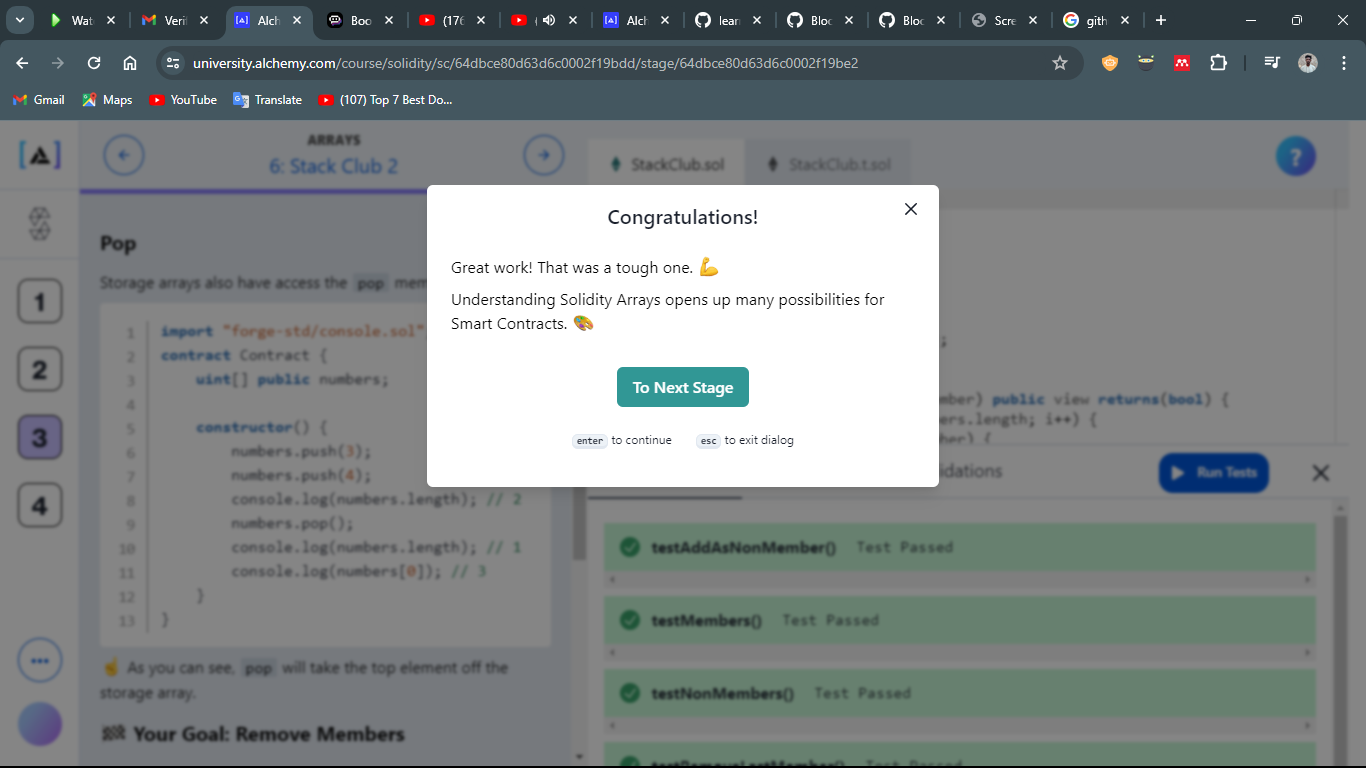 Wat
Veri
Alch
Boo
(176
(
Alc
lear
Bloc
Bloc
Scre
gith
university.alchemy.com/course/solidity/sc/64dbce80d63d6c0002f19bdd/stage/64dbce80d63d6c0002f19be2
Gmail
Maps
YouTube
Translate
(107) Top 7 Best Do...
ARRAYS
6: Stack Club 2
StackClub.sol
StackClub.t.sol
?
1
2
3
4
Pop
Storage arrays also have access the pop mem
1 import "forge-std/console.sol"
2 contract Contract {
3 uint[] public numbers;
4
5 constructor() {
6 numbers.push(3);
7 numbers.push(4);
8 console.log(numbers.length); // 2
9 numbers.pop();
10 console.log(numbers.length); // 1
11 console.log(numbers[0]); // 3
12 }
13 }
☝️ As you can see, pop will take the top element off the
storage array.
🏁 Your Goal: Remove Members
Congratulations!
Great work! That was a tough one. 💪
Understanding Solidity Arrays opens up many possibilities for
Smart Contracts. 🎨
To Next Stage
enter to continue
esc to exit dialog
;
mber) public view returns(bool) {
ers.length; i++) {
ber) {
idations
Run Tests
testAddAsNonMember() Test Passed
testMembers() Test Passed
testNonMembers() Test Passed
testRemoveLastMember() Test Passed